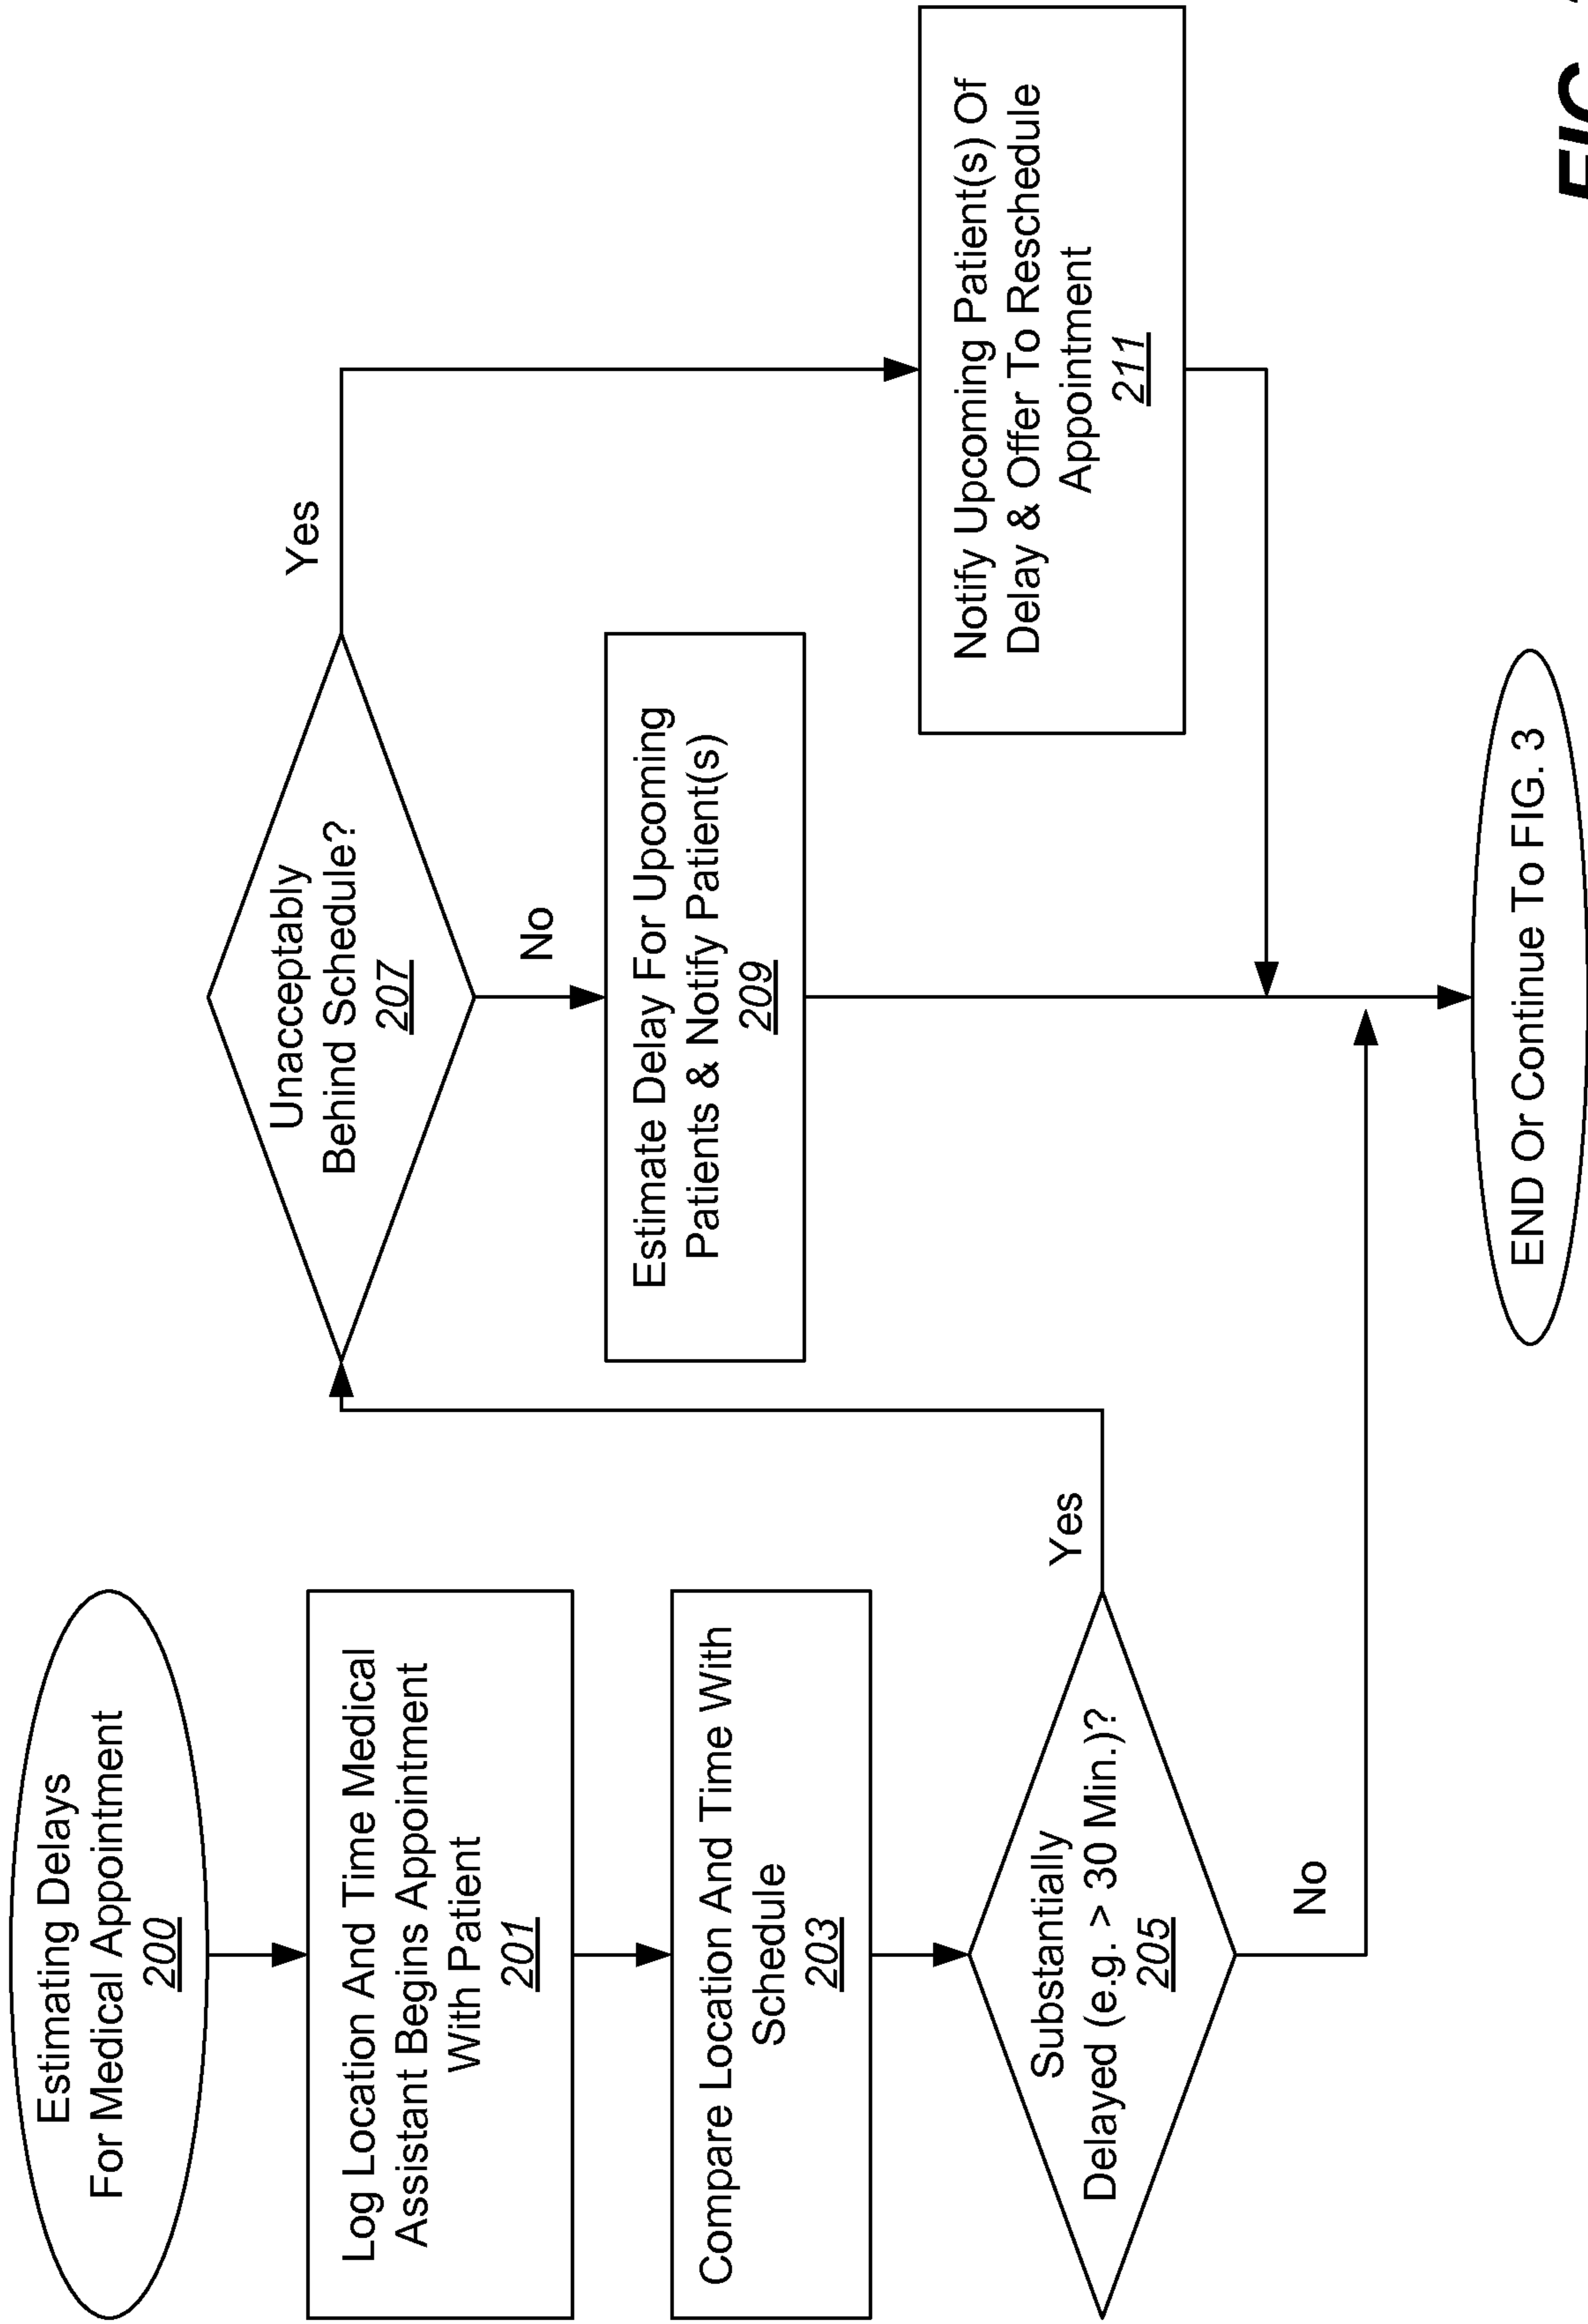 Estimating Delays
For Medical Appointment
200
Log Location And Time Medical
Assistant Begins Appointment
With Patient
201
Compare Location And Time With
Schedule
203
Substantially
Delayed (e.g. > 30 Min.)?
205
Yes
No
Unacceptably
Behind Schedule?
207
Yes
No
Estimate Delay For Upcoming
Patients & Notify Patient(s)
209
Notify Upcoming Patient(s) Of
Delay & Offer To Reschedule
Appointment
211
END Or Continue To FIG. 3